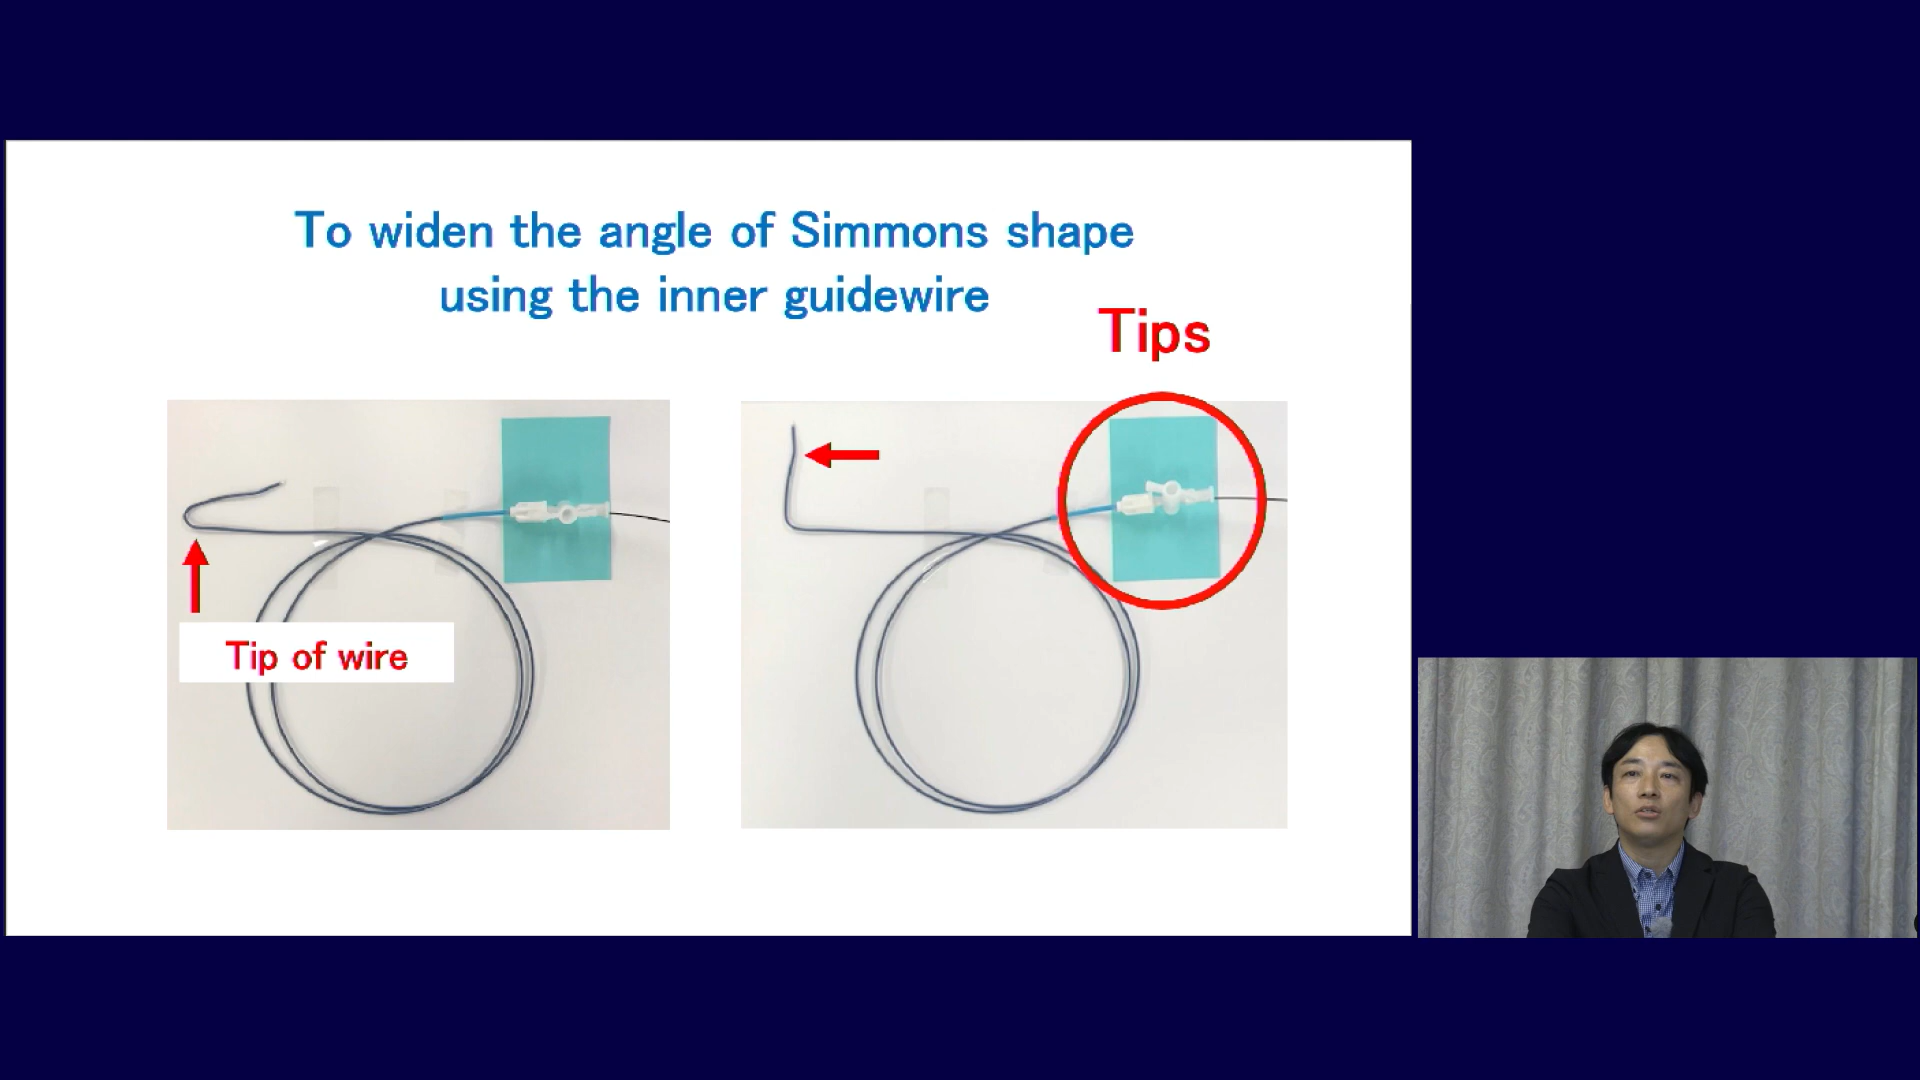 To widen the angle of Simmons shape
using the inner guidewire
Tips
Tip of wire